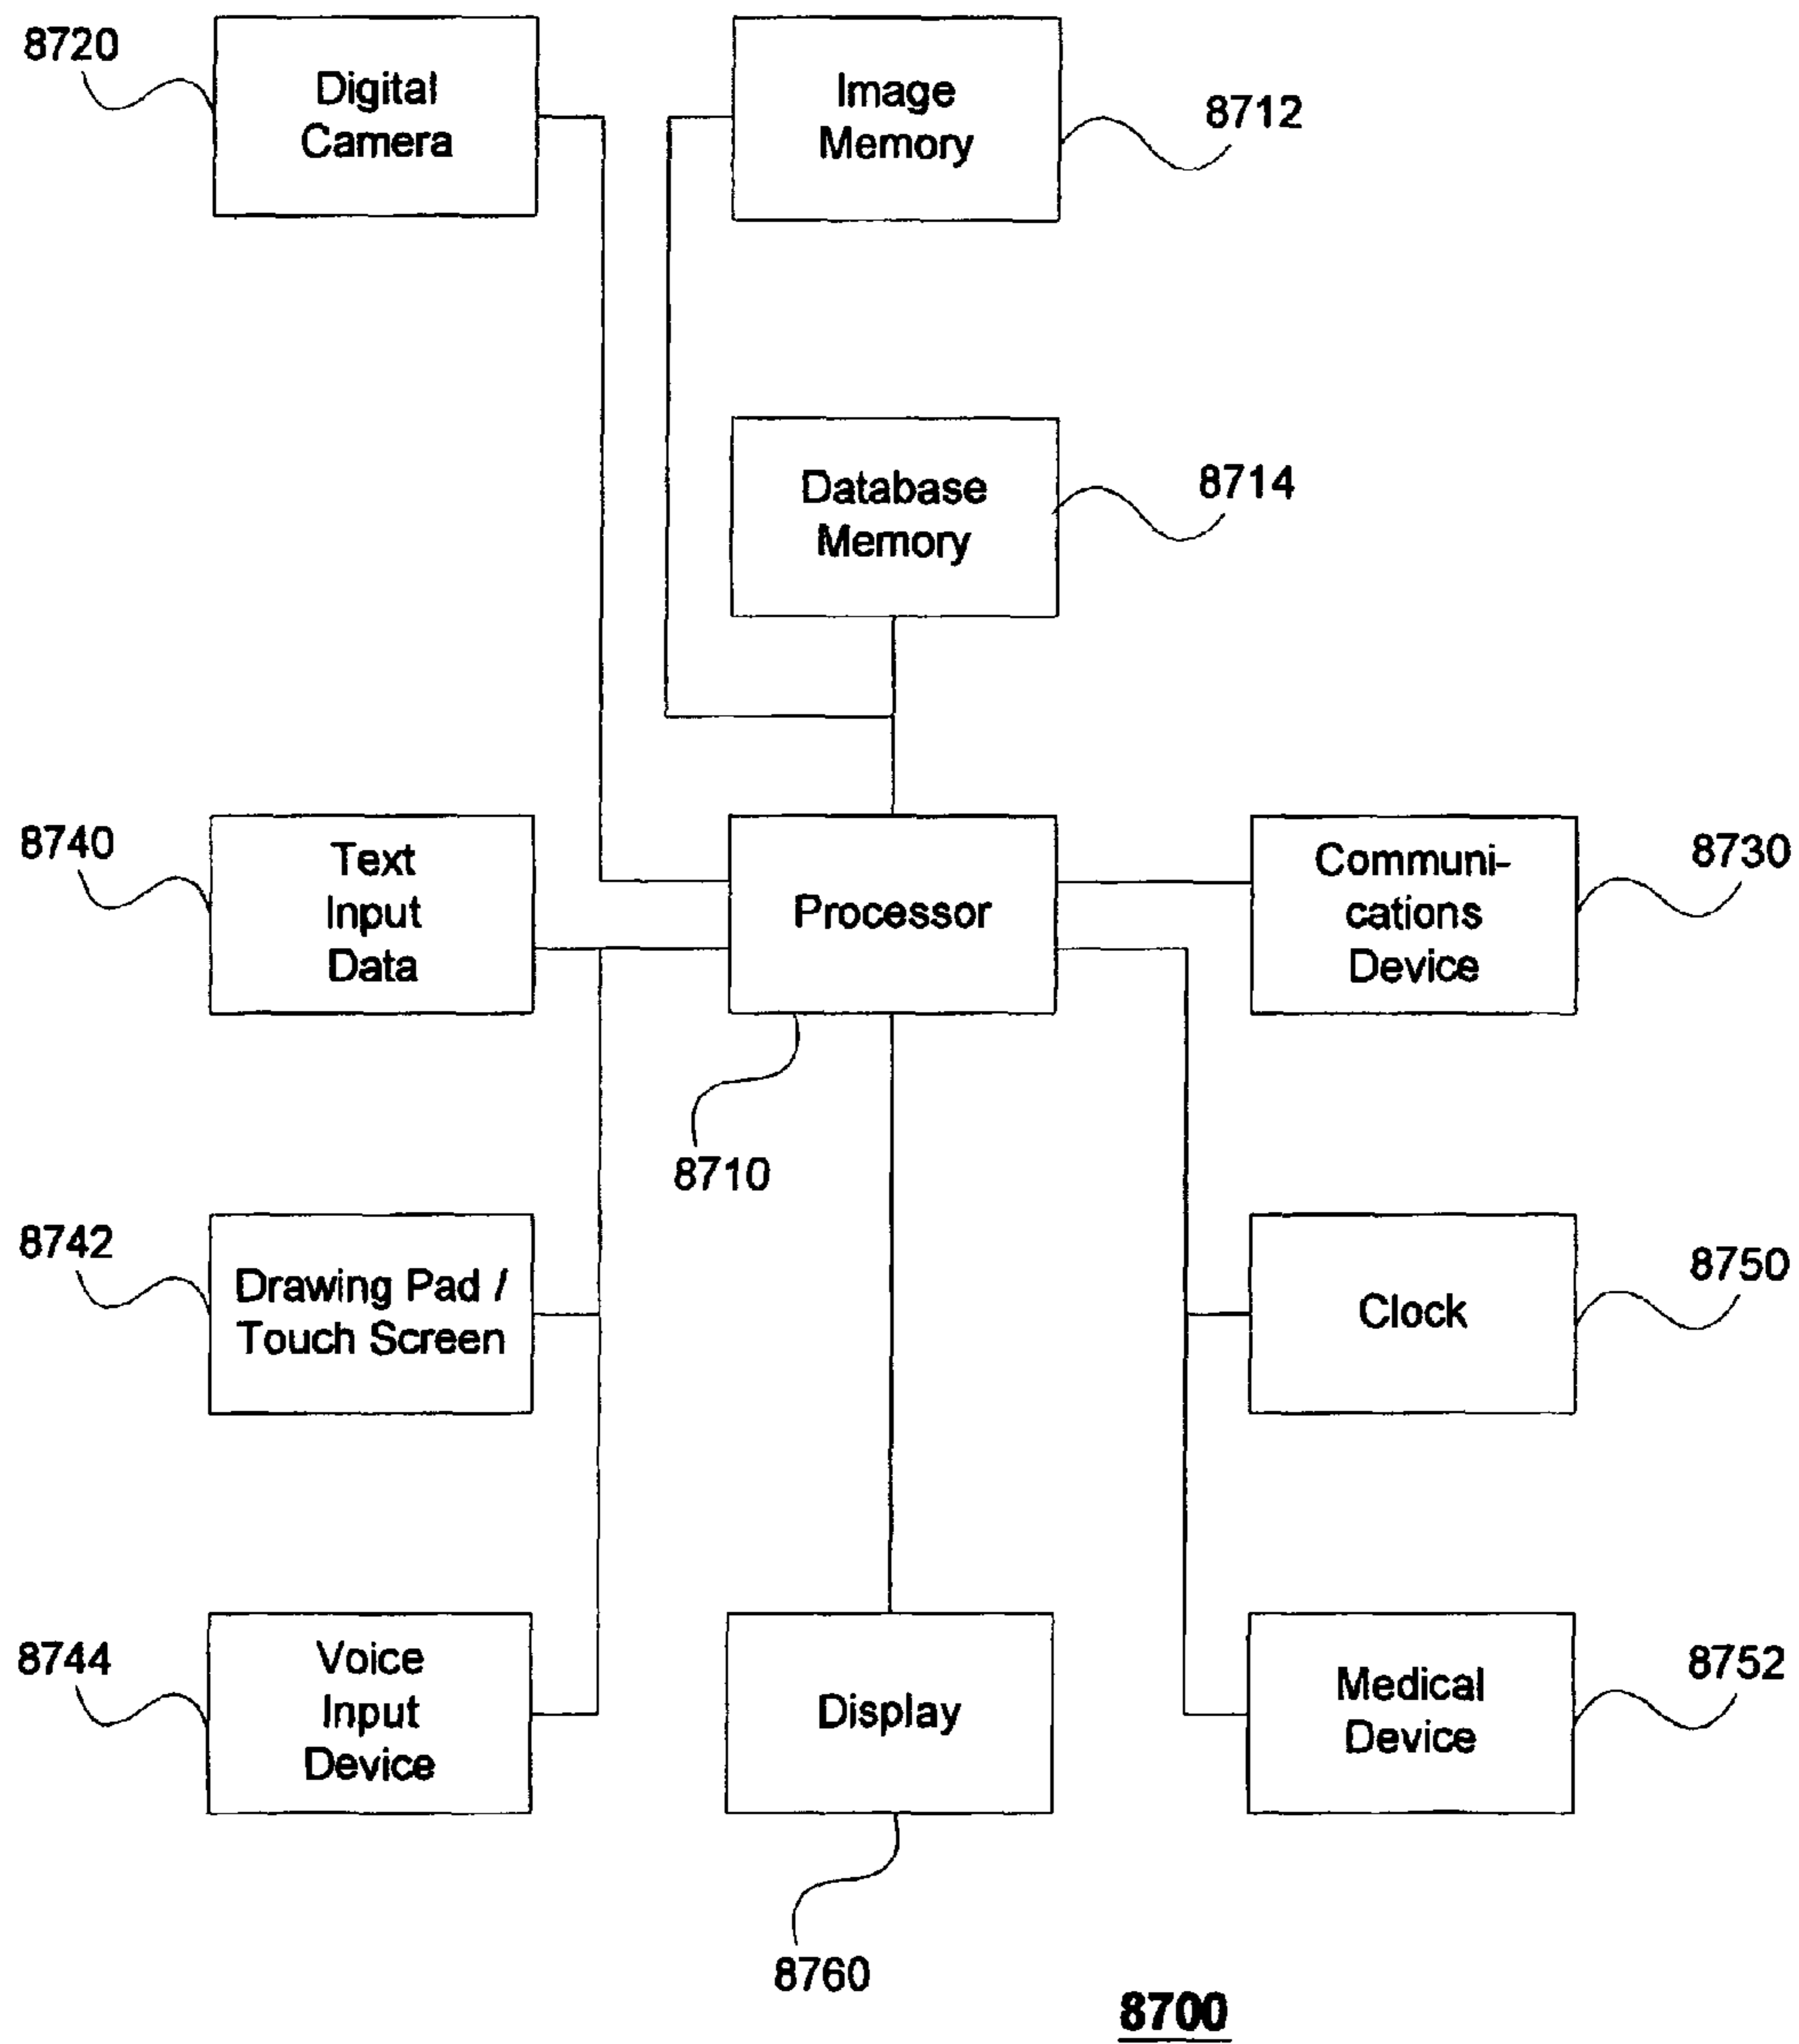 8720
Digital
Camera
Image
Memory
8712
Database
Memory
8714
8740
Text
Input
Data
Processor
8710
Communi-
cations
Device
8730
8742
Drawing Pad /
Touch Screen
Clock
8750
8744
Voice
Input
Device
Display
8760
Medical
Device
8752
8700